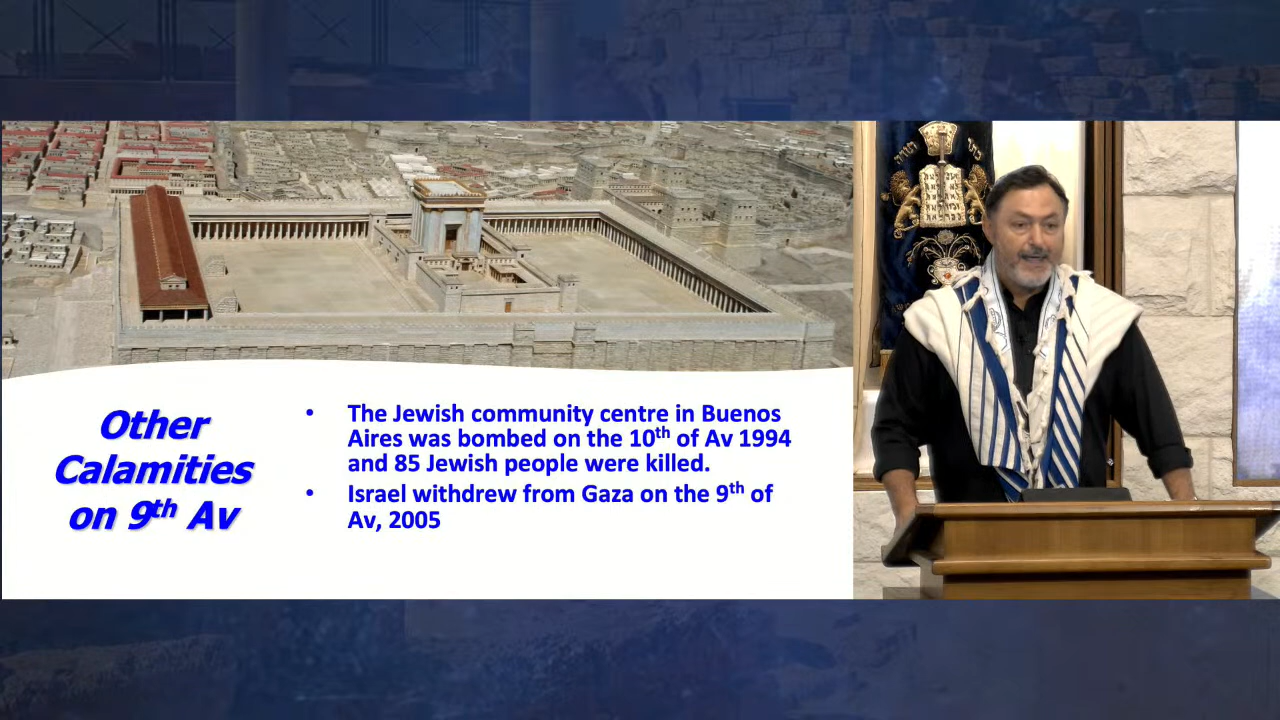 Other
Calamities
on 9th Av
• The Jewish community centre in Buenos
Aires was bombed on the 10th of Av 1994
and 85 Jewish people were killed.
• Israel withdrew from Gaza on the 9th of
Av, 2005